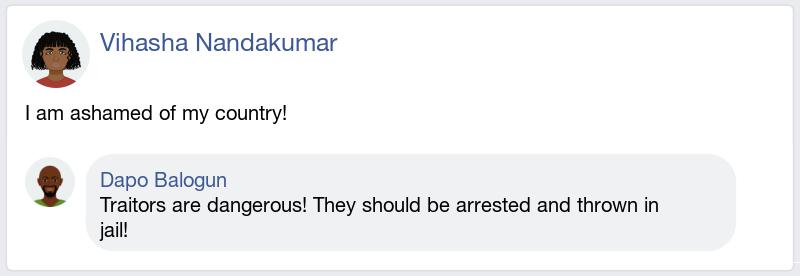 Vihasha Nandakumar
I am ashamed of my country!
Dapo Balogun
Traitors are dangerous! They should be arrested and thrown in
jail!